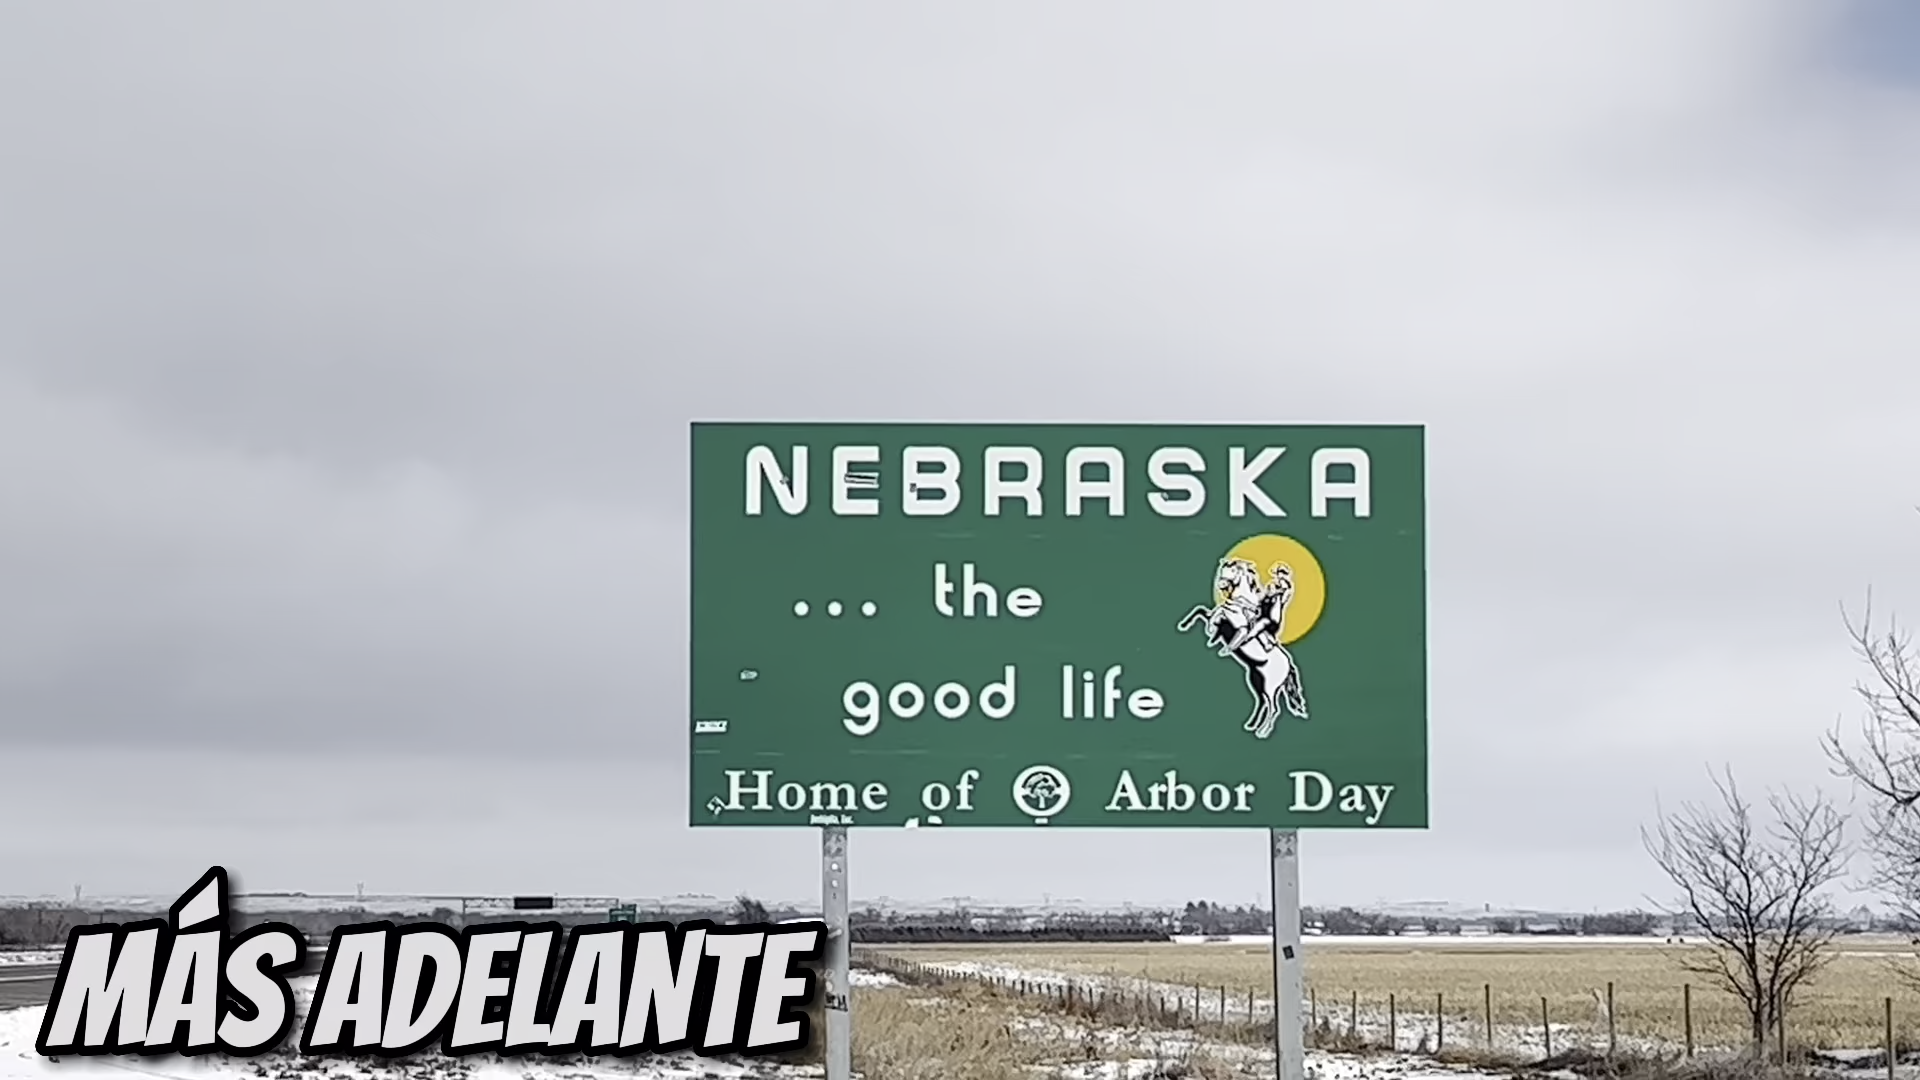 NEBRASKA
... the
good life
Home of Arbor Day
MÁS ADELANTE